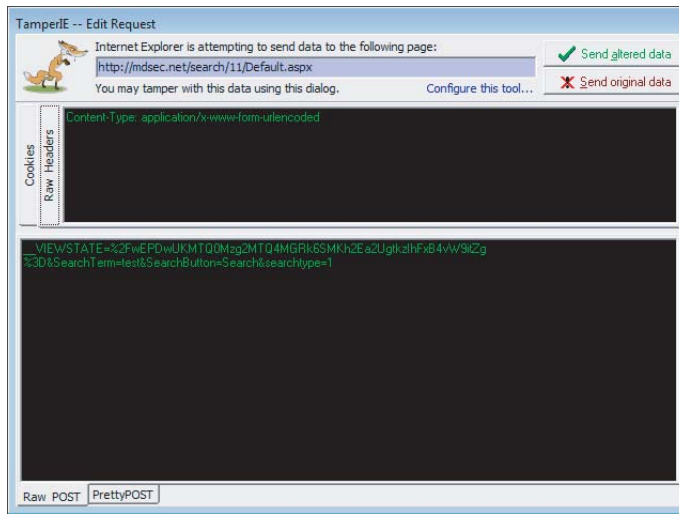 TamperIE -- Edit Request
Internet Explorer is attempting to send data to the following page:
http://mdsec.net/search/11/Default.aspx
You may tamper with this data using this dialog.
Configure this tool...
Send altered data
Send original data
Cookies
Raw Headers
Content-Type: application/x-www-form-urlencoded
%3D&SearchTerm=test&SearchButton=Search&searchtype=1
Raw POST
PrettyPOST